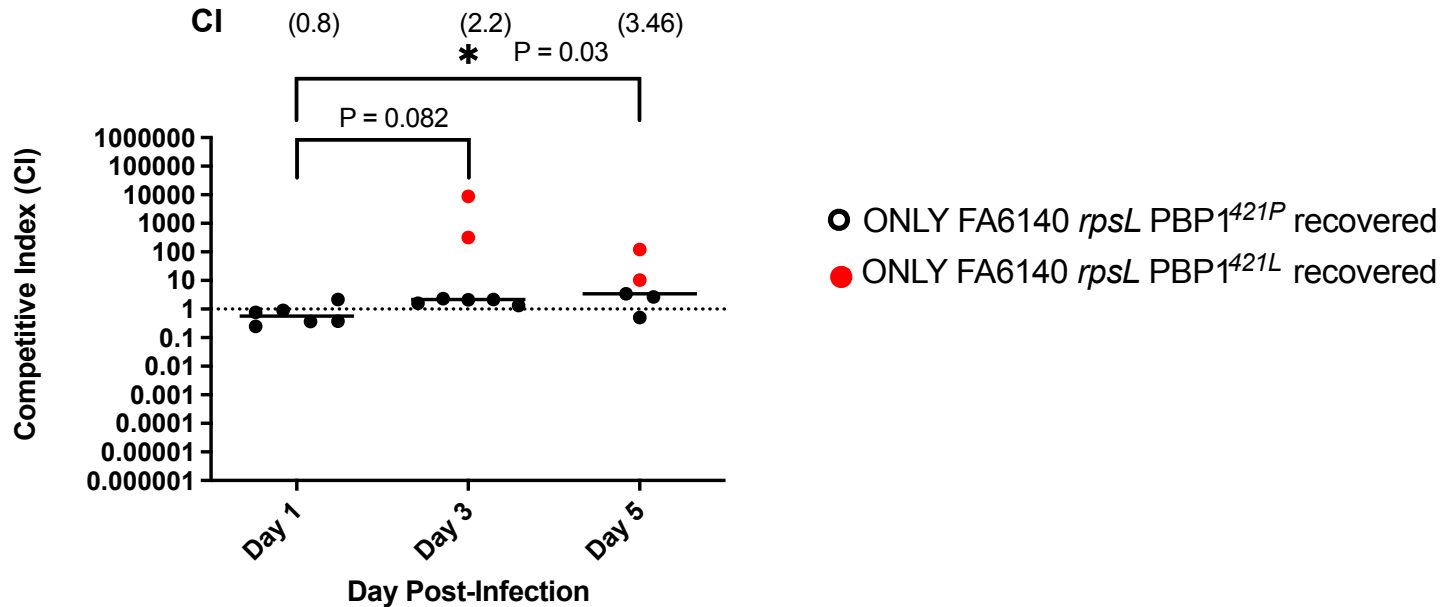 CI (0.8) (2.2) (3.46)
* P = 0.03
P = 0.082
Competitive Index (CI)
1000000
100000
10000
1000
100
10
1
0.1
0.01
0.001
0.0001
0.00001
0.000001
Day 1 Day 3 Day 5
Day Post-Infection
ONLY FA6140 rpsL PBP1421P recovered
ONLY FA6140 rpsL PBP1421L recovered